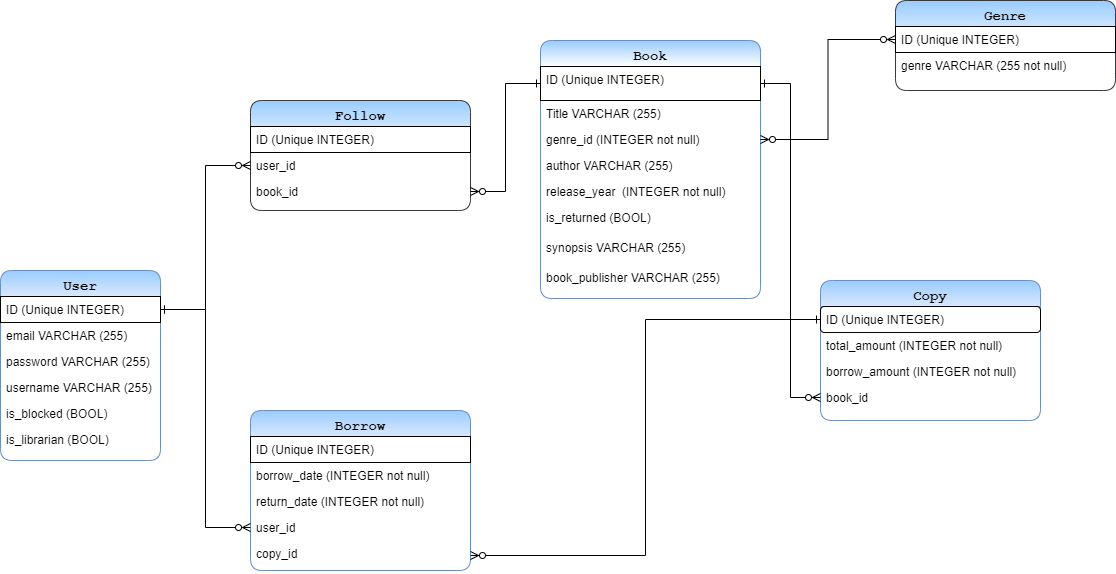 Genre
ID (Unique INTEGER)
genre VARCHAR (255 not null)
Book
ID (Unique INTEGER)
Title VARCHAR (255)
genre_id (INTEGER not null)
author VARCHAR (255)
release_year (INTEGER not null)
is_returned (BOOL)
synopsis VARCHAR (255)
book_publisher VARCHAR (255)
Follow
ID (Unique INTEGER)
user_id
book_id
User
ID (Unique INTEGER)
email VARCHAR (255)
password VARCHAR (255)
username VARCHAR (255)
is_blocked (BOOL)
is_librarian (BOOL)
Copy
ID (Unique INTEGER)
total_amount (INTEGER not null)
borrow_amount (INTEGER not null)
book_id
Borrow
ID (Unique INTEGER)
borrow_date (INTEGER not null)
return_date (INTEGER not null)
user_id
copy_id